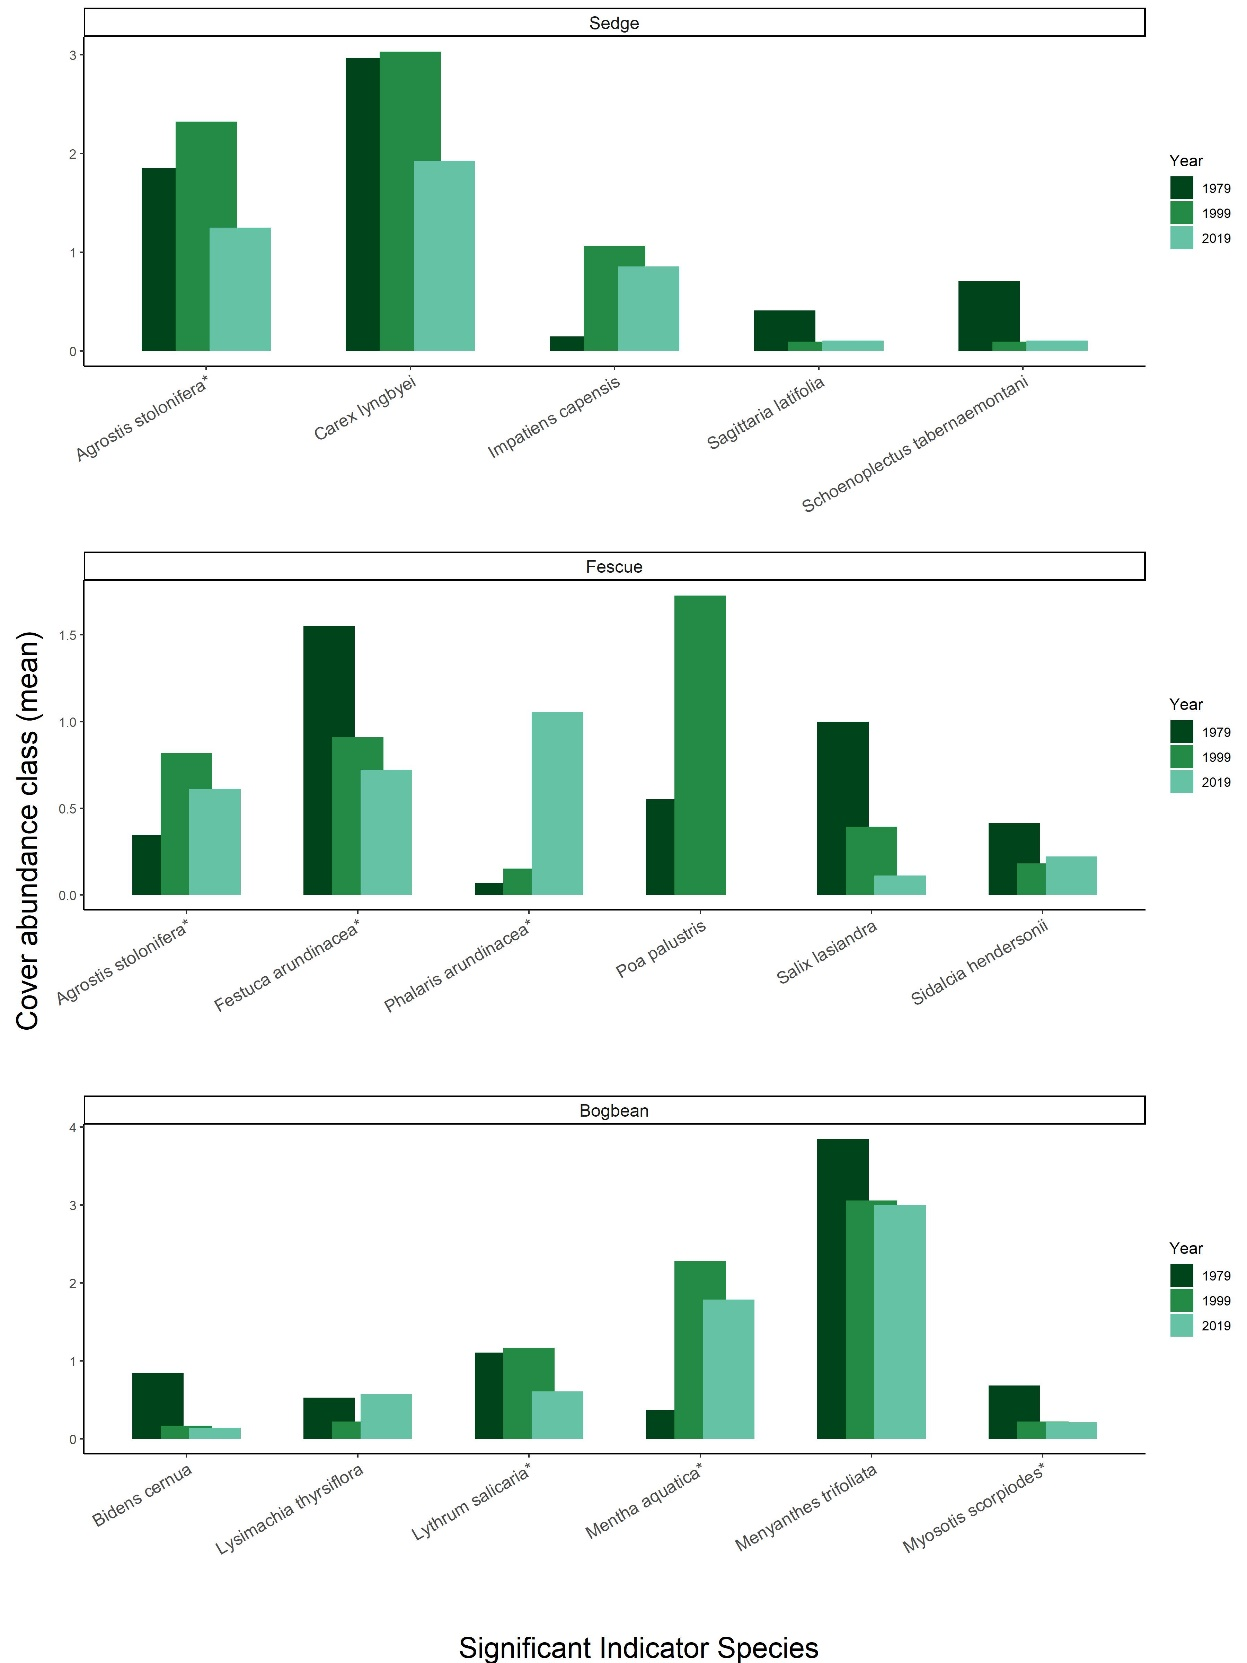 Sedge
3
2
1
0
Agrostis stolonifera*
Carex lyngbyei
Impatiens capensis
Sagittaria latifolia
Schoenoplectus tabernaemontani
Year
1979
1999
2019
Cover abundance class (mean)
Fescue
1.5
1.0
0.5
0.0
Agrostis stolonifera*
Festuca arundinacea*
Phalaris arundinacea*
Poa palustris
Salix lasiandra
Sidalcia hendersonii
Year
1979
1999
2019
Bogbean
4
3
2
1
0
Bidens cernua
Lysimachia thyrsiflora
Lythrum salicaria*
Mentha aquatica*
Menyanthes trifoliata
Myosotis scorpiodes*
Year
1979
1999
2019
Significant Indicator Species